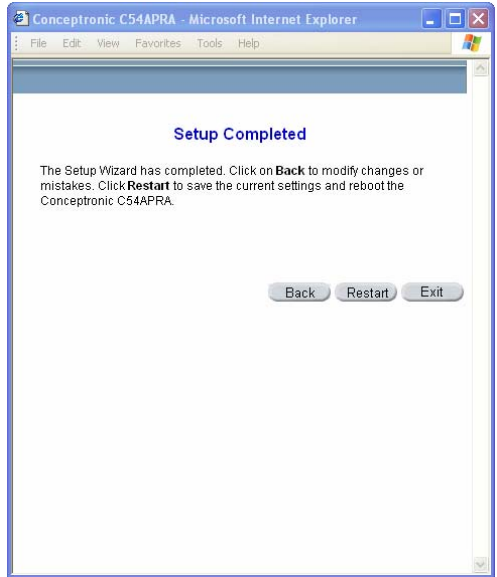 Conceptronic C54APRA - Microsoft Internet Explorer
File Edit View Favorites Tools Help
Setup Completed
The Setup Wizard has completed. Click on Back to modify changes or
mistakes. Click Restart to save the current settings and reboot the
Conceptronic C54APRA.
Back Restart Exit